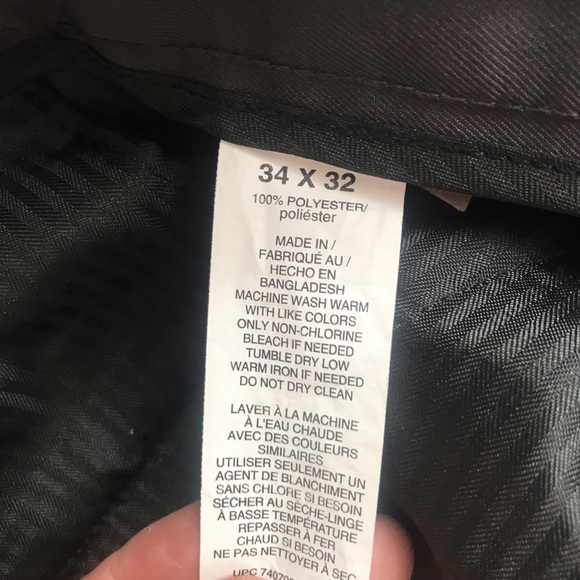 34 X 32
100% POLYESTER/
poliéster
MADE IN /
FABRIQUÉ AU /
HECHO EN
BANGLADESH
MACHINE WASH WARM
WITH LIKE COLORS
ONLY NON-CHLORINE
BLEACH IF NEEDED
TUMBLE DRY LOW
WARM IRON IF NEEDED
DO NOT DRY CLEAN
LAVER À LA MACHINE
À L'EAU CHAUDE
AVEC DES COULEURS
SIMILAIRES
UTILISER SEULEMENT UN
AGENT DE BLANCHIMENT
SANS CHLORE SI BESOIN
SÉCHER AU SÈCHE-LINGE
À BASSE TEMPÉRATURE
REPASSER À FER
CHAUD SI BESOIN
NE PAS NETTOYER À SEC
UPC